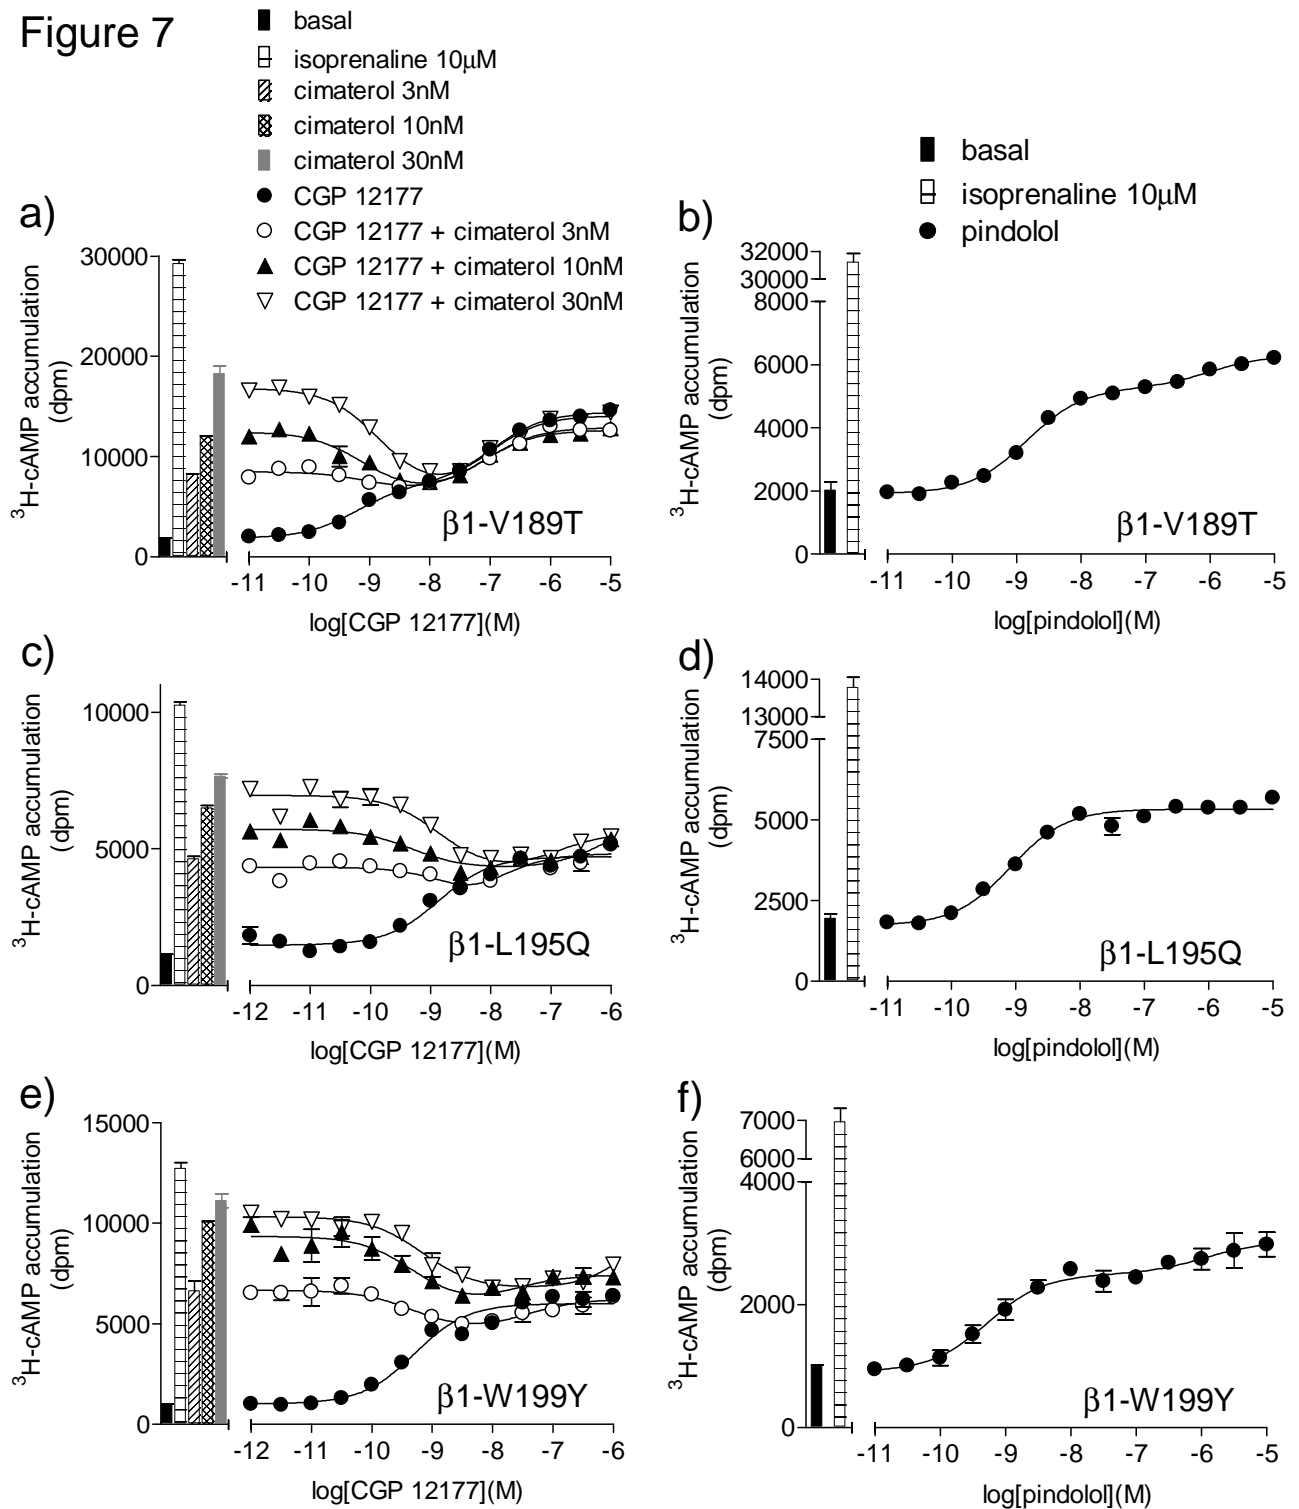 Figure 7
basal
isoprenaline 10μM
cimaterol 3nM
cimaterol 10nM
cimaterol 30nM
CGP 12177
CGP 12177 + cimaterol 3nM
CGP 12177 + cimaterol 10nM
CGP 12177 + cimaterol 30nM
basal
isoprenaline 10μM
pindolol
a)
³H-cAMP accumulation
(dpm)
30000
20000
10000
0
β1-V189T
-11 -10 -9 -8 -7 -6 -5
log[CGP 12177](M)
b)
³H-cAMP accumulation
(dpm)
32000
30000
8000
6000
4000
2000
0
β1-V189T
-11 -10 -9 -8 -7 -6 -5
log[pindolol](M)
c)
³H-cAMP accumulation
(dpm)
10000
5000
0
β1-L195Q
-12 -11 -10 -9 -8 -7 -6
log[CGP 12177](M)
d)
³H-cAMP accumulation
(dpm)
14000
13000
7500
5000
2500
0
β1-L195Q
-11 -10 -9 -8 -7 -6 -5
log[pindolol](M)
e)
³H-cAMP accumulation
(dpm)
15000
10000
5000
0
β1-W199Y
-12 -11 -10 -9 -8 -7 -6
log[CGP 12177](M)
f)
³H-cAMP accumulation
(dpm)
7000
6000
4000
2000
0
β1-W199Y
-11 -10 -9 -8 -7 -6 -5
log[pindolol](M)